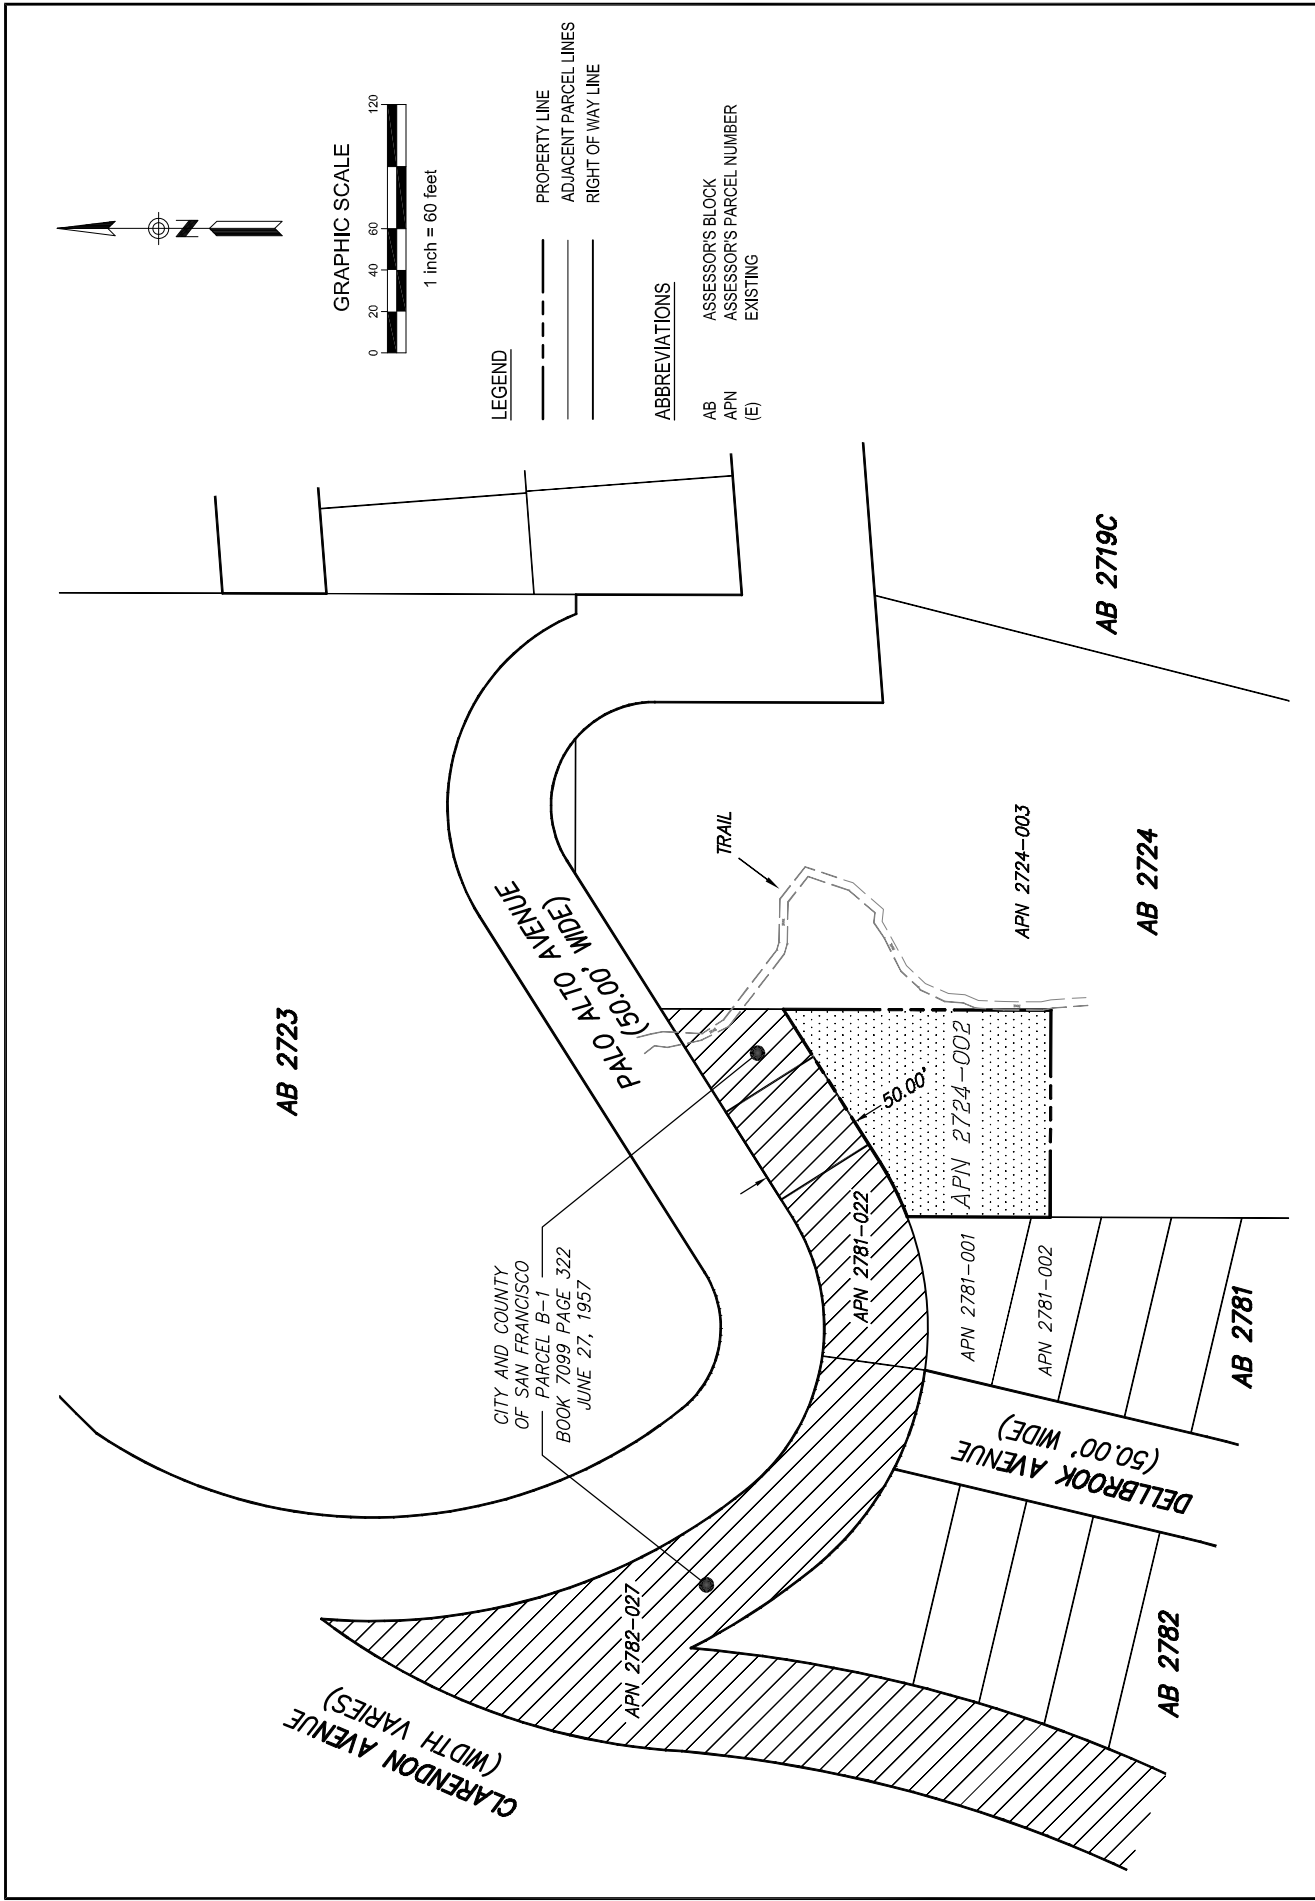 GRAPHIC SCALE
0 20 40 60 120
1 inch = 60 feet
N
LEGEND
PROPERTY LINE
ADJACENT PARCEL LINES
RIGHT OF WAY LINE
ABBREVIATIONS
AB ASSESSOR'S BLOCK
APN ASSESSOR'S PARCEL NUMBER
(E) EXISTING
AB 2723
CITY AND COUNTY
OF SAN FRANCISCO
PARCEL B-1
BOOK 7099 PAGE 322
JUNE 27, 1957
PALO ALTO AVENUE
(50.00' WIDE)
TRAIL
CLARENDON AVENUE
(WIDTH VARIES)
APN 2782-027
APN 2781-022
50.00'
APN 2724-002
APN 2724-003
APN 2781-001
APN 2781-002
DELLBROOK AVENUE
(50.00' WIDE)
AB 2782
AB 2781
AB 2724
AB 2719C